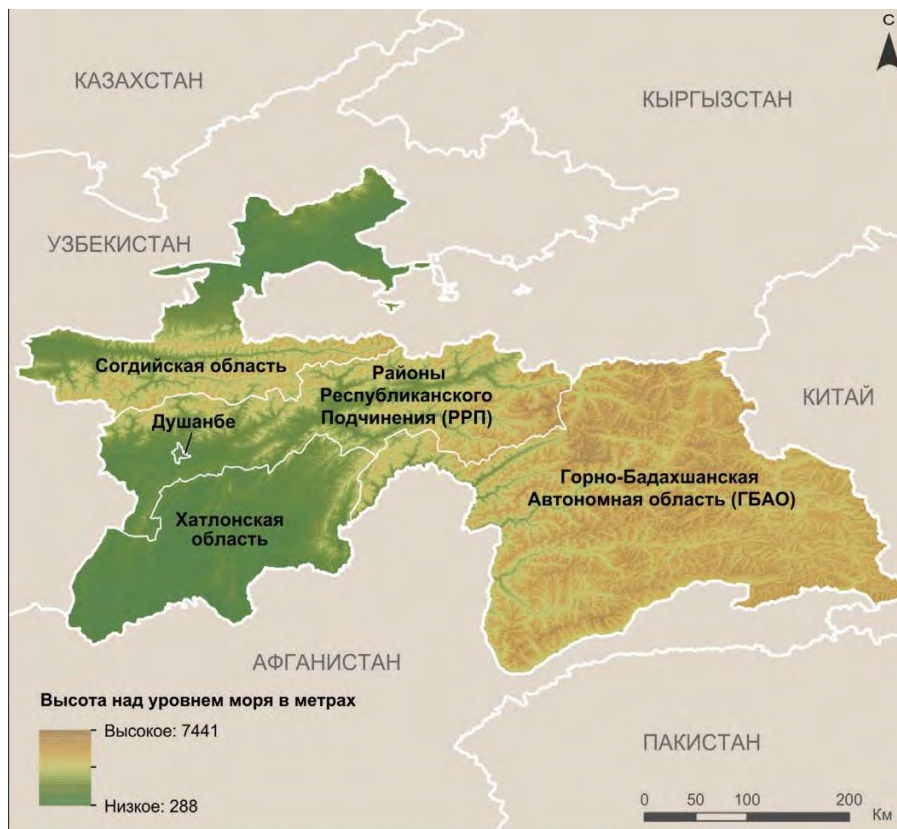 С
КАЗАХСТАН
КЫРГЫЗСТАН
УЗБЕКИСТАН
Согдийская область
Районы
Республиканского
Подчинения (РРП)
КИТАЙ
Душанбе
Горно-Бадахшанская
Автономная область (ГБАО)
Хатлонская
область
АФГАНИСТАН
Высота над уровнем моря в метрах
Высокое: 7441
Низкое: 288
ПАКИСТАН
0 50 100 200
Км